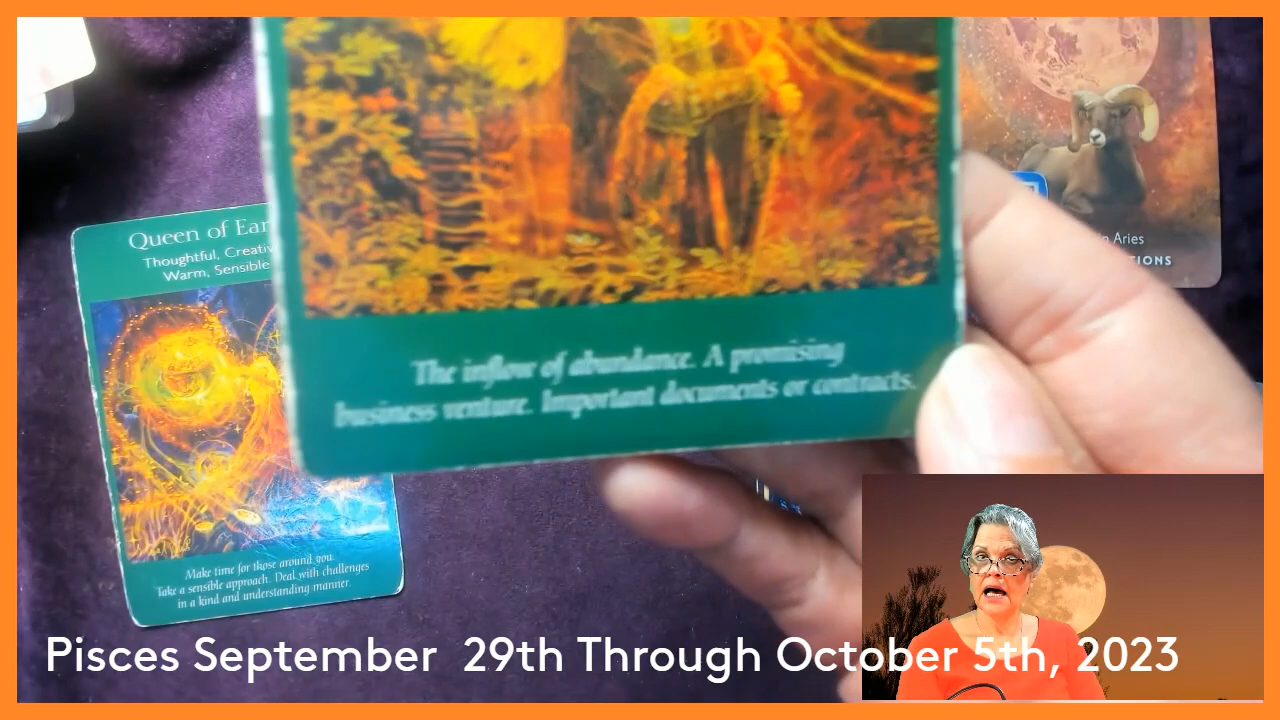 Queen of Ear
Thoughtful, Creativ
Warm, Sensible
The inflow of abundance. A promising
business venture. Important documents or contracts.
in Aries
TIONS
Make time for those around you.
Take a sensible approach. Deal with challenges
in a kind and understanding manner.
Pisces September 29th Through October 5th, 2023